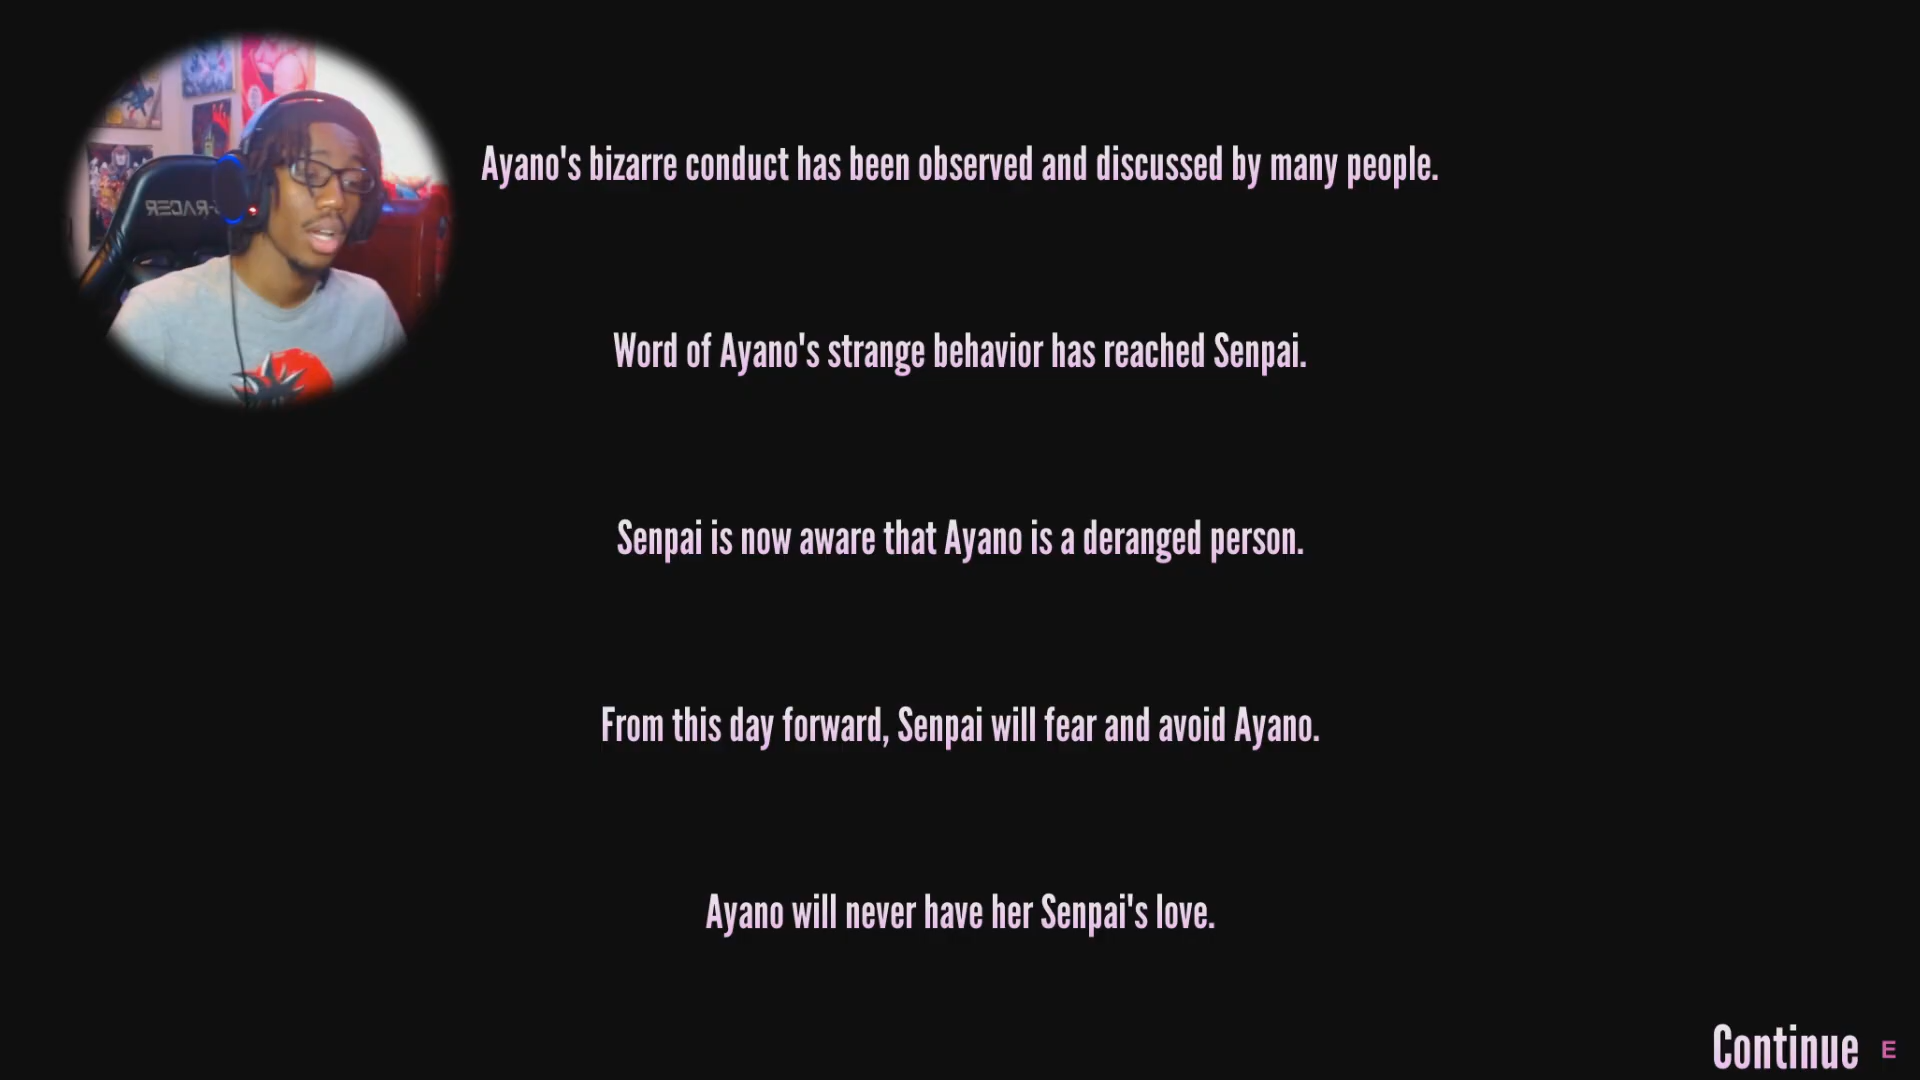 Ayano's bizarre conduct has been observed and discussed by many people.
Word of Ayano's strange behavior has reached Senpai.
Senpai is now aware that Ayano is a deranged person.
From this day forward, Senpai will fear and avoid Ayano.
Ayano will never have her Senpai's love.
Continue E